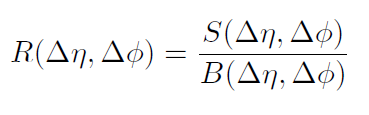 R(Δη, Δϕ) = S(Δη, Δϕ) / B(Δη, Δϕ)